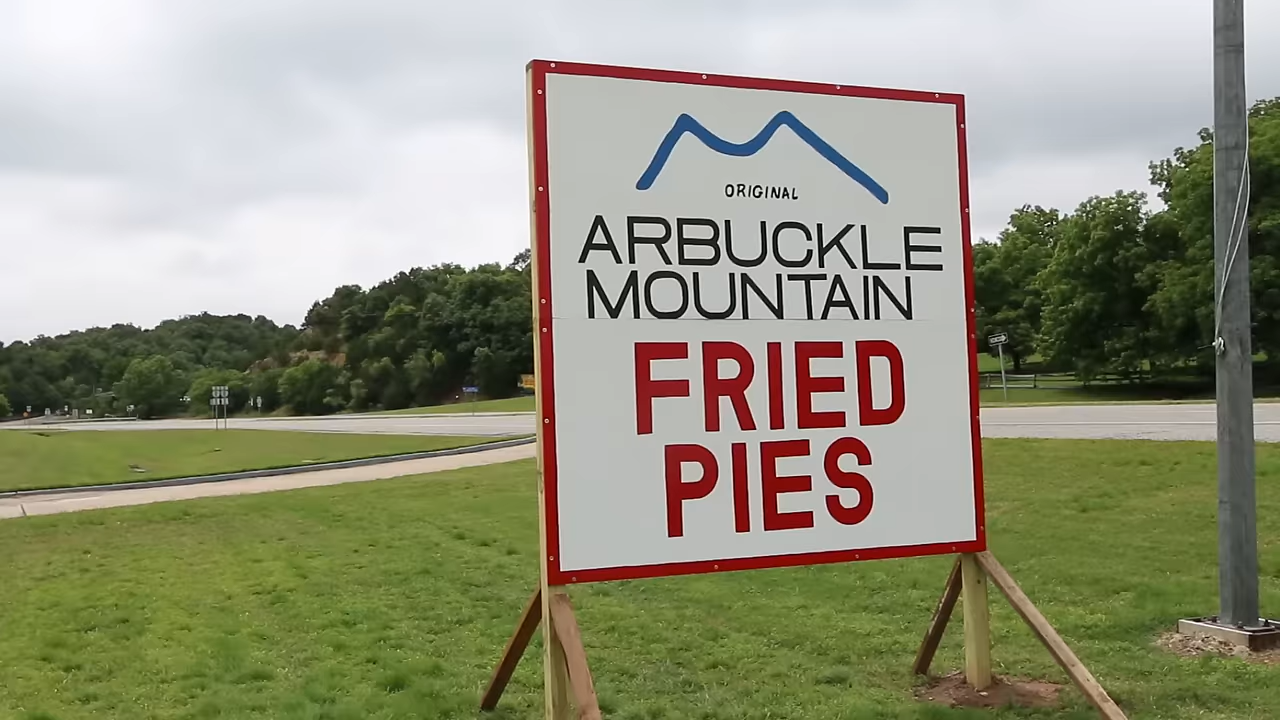 ORIGINAL
ARBUCKLE
MOUNTAIN
FRIED
PIES